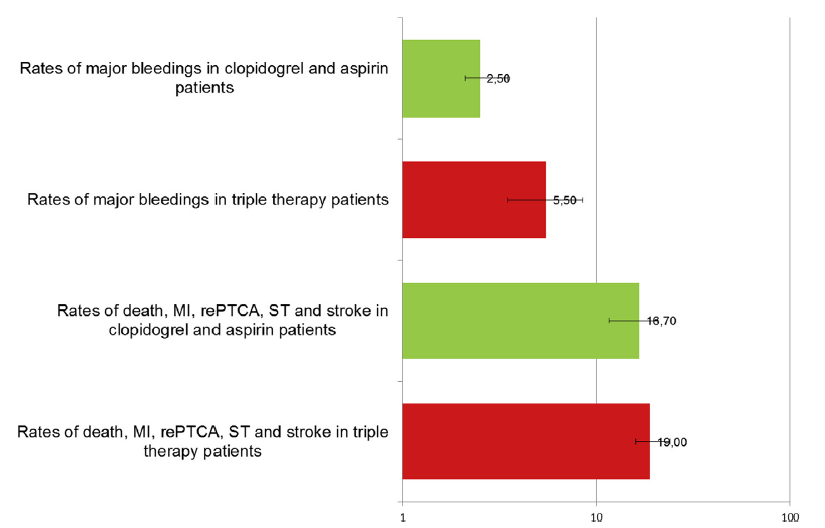 Rates of major bleedings in clopidogrel and aspirin
patients
2,50
Rates of major bleedings in triple therapy patients
5,50
Rates of death, MI, rePTCA, ST and stroke in
clopidogrel and aspirin patients
16,70
Rates of death, MI, rePTCA, ST and stroke in triple
therapy patients
19,00
1 10 100